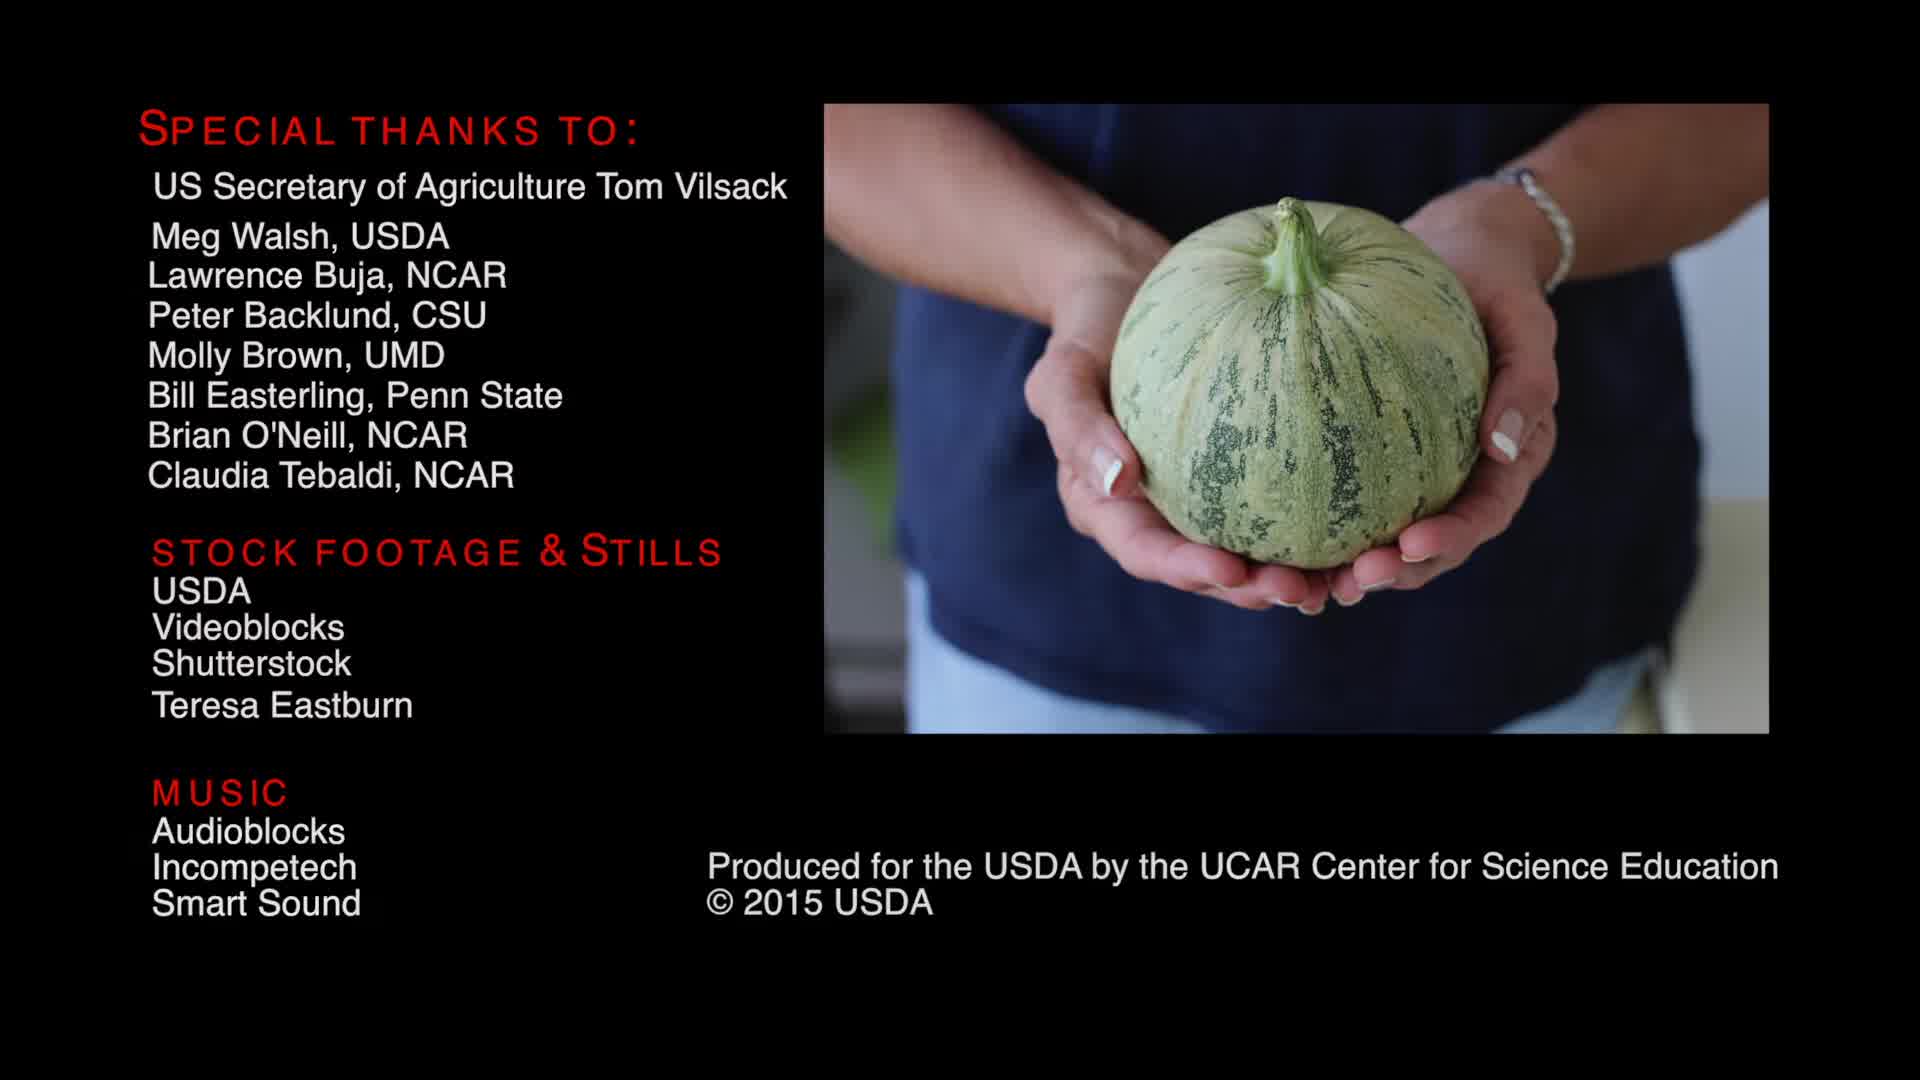 SPECIAL THANKS TO:
US Secretary of Agriculture Tom Vilsack
Meg Walsh, USDA
Lawrence Buja, NCAR
Peter Backlund, CSU
Molly Brown, UMD
Bill Easterling, Penn State
Brian O'Neill, NCAR
Claudia Tebaldi, NCAR
STOCK FOOTAGE & STILLS
USDA
Videoblocks
Shutterstock
Teresa Eastburn
MUSIC
Audioblocks
Incompetech
Smart Sound
Produced for the USDA by the UCAR Center for Science Education
© 2015 USDA